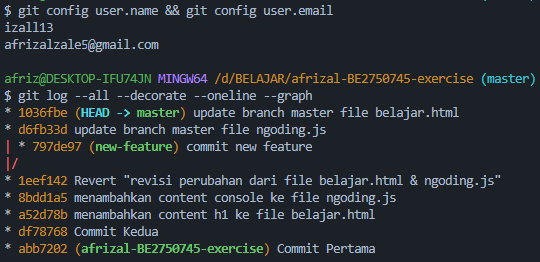 $ git config user.name && git config user.email
izall13
afrizalzale5@gmail.com
afriz@DESKTOP-IFU74JN MINGW64 /d/BELAJAR/afrizal-BE2750745-exercise (master)
$ git log --all --decorate --oneline --graph
* 1036fbe (HEAD -> master) update branch master file belajar.html
* d6fb33d update branch master file ngoding.js
| * 797de97 (new-feature) commit new feature
|/
* 1eef142 Revert "revisi perubahan dari file belajar.html & ngoding.js"
* 8bdd1a5 menambahkan content console ke file ngoding.js
* a52d78b menambahkan content h1 ke file belajar.html
* df78768 Commit Kedua
* abb7202 (afrizal-BE2750745-exercise) Commit Pertama